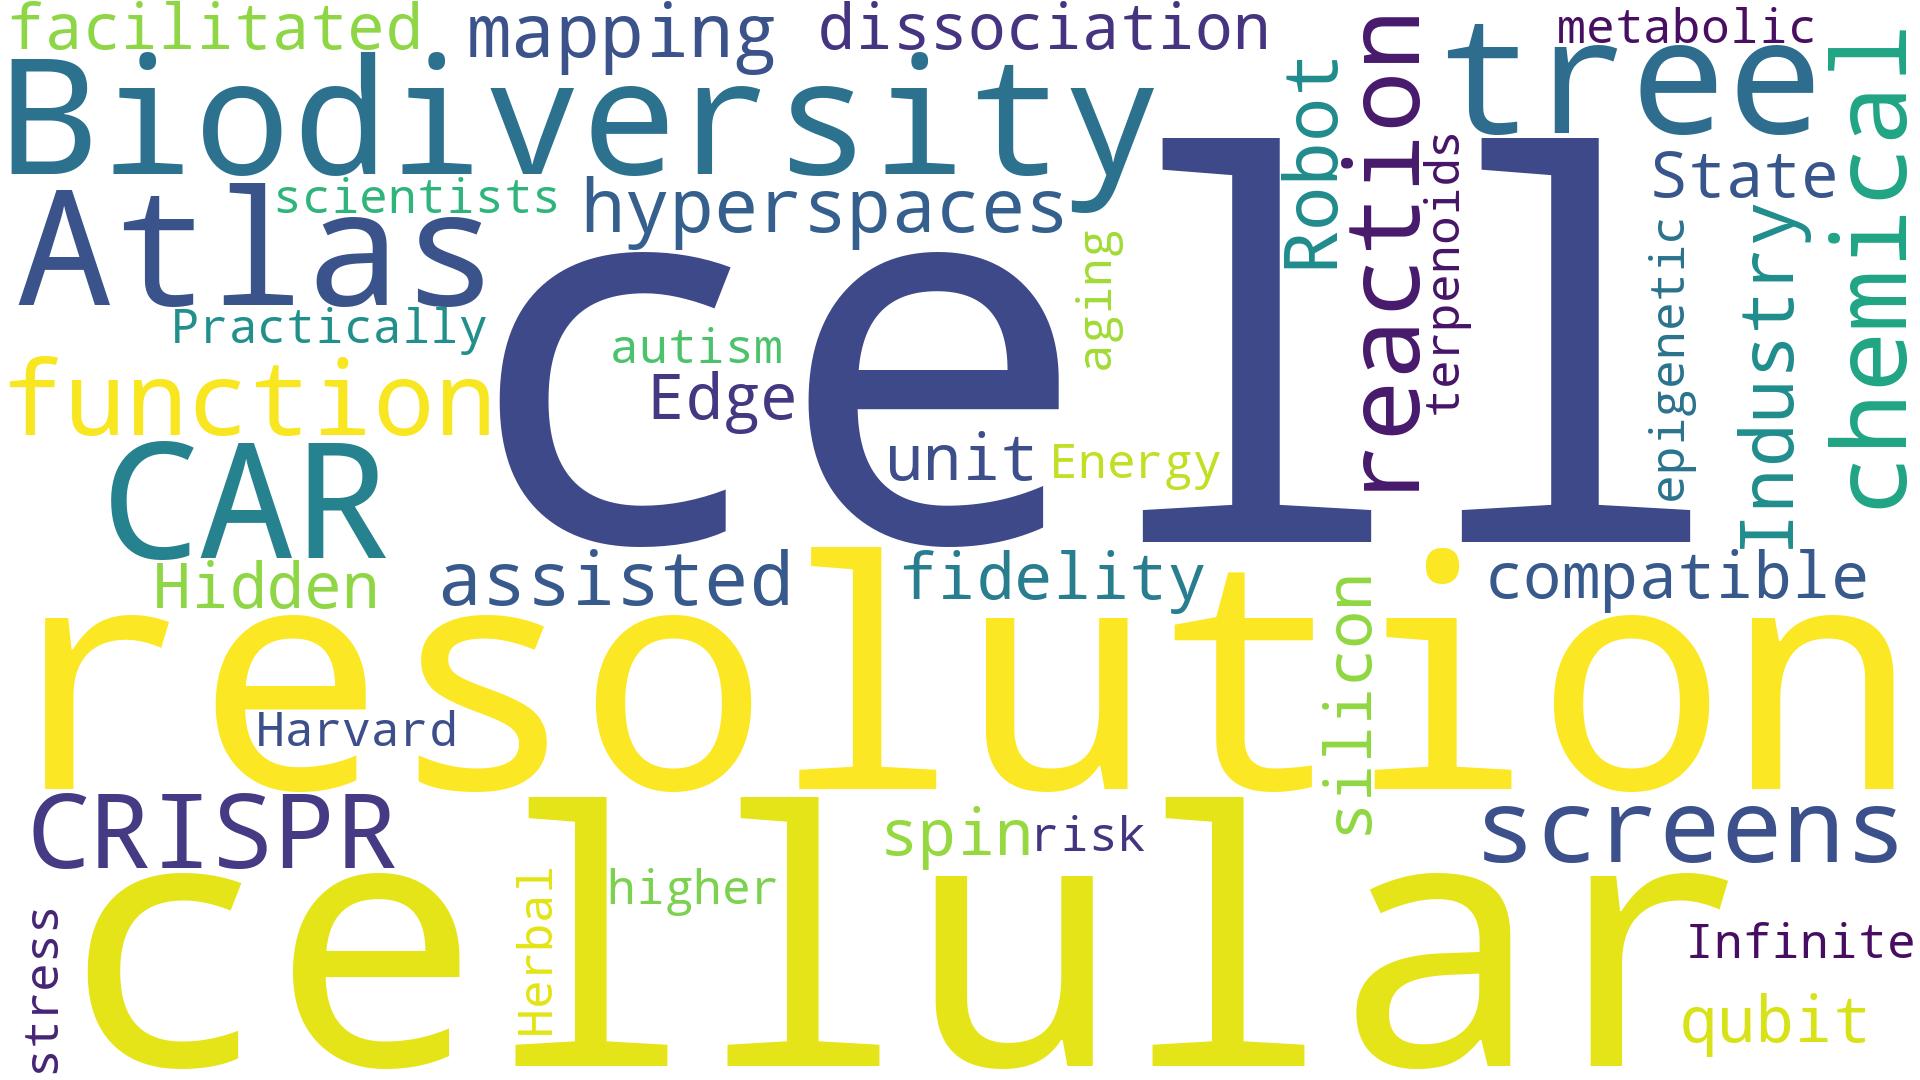 facilitated
mapping
dissociation
metabolic
Biodiversity
Robot
reaction
tree
chemical
Atlas
scientists
hyperspaces
terpenoids
State
Practically
cell
aging
epigenetic
Industry
function
autism
Edge
unit
Energy
CAR
Hidden
assisted
fidelity
compatible
resolution
silicon
Harvard
CRISPR
spin
risk
screens
stress
cellular
Herbal
higher
Infinite
qubit